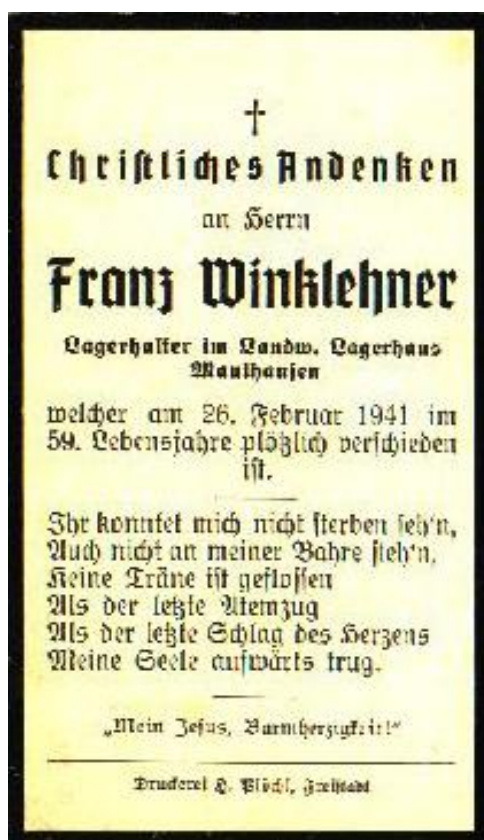 Christliches Andenken
an Herrn
Franz Winklehner
Lagerhalter im Landw. Lagerhaus
Mauthausen
welcher am 26. Februar 1941 im
59. Lebensjahre plötzlich verschieden
ist.
Ihr konntet mich nicht sterben seh'n,
Auch nicht an meiner Bahre steh'n,
Keine Träne ist geflossen
Als der letzte Atemzug
Als der letzte Schlag des Herzens
Meine Seele aufwärts trug.
„Mein Jesus, Barmherzigkeit!“
Druckerei H. Plöchl, Freistadt